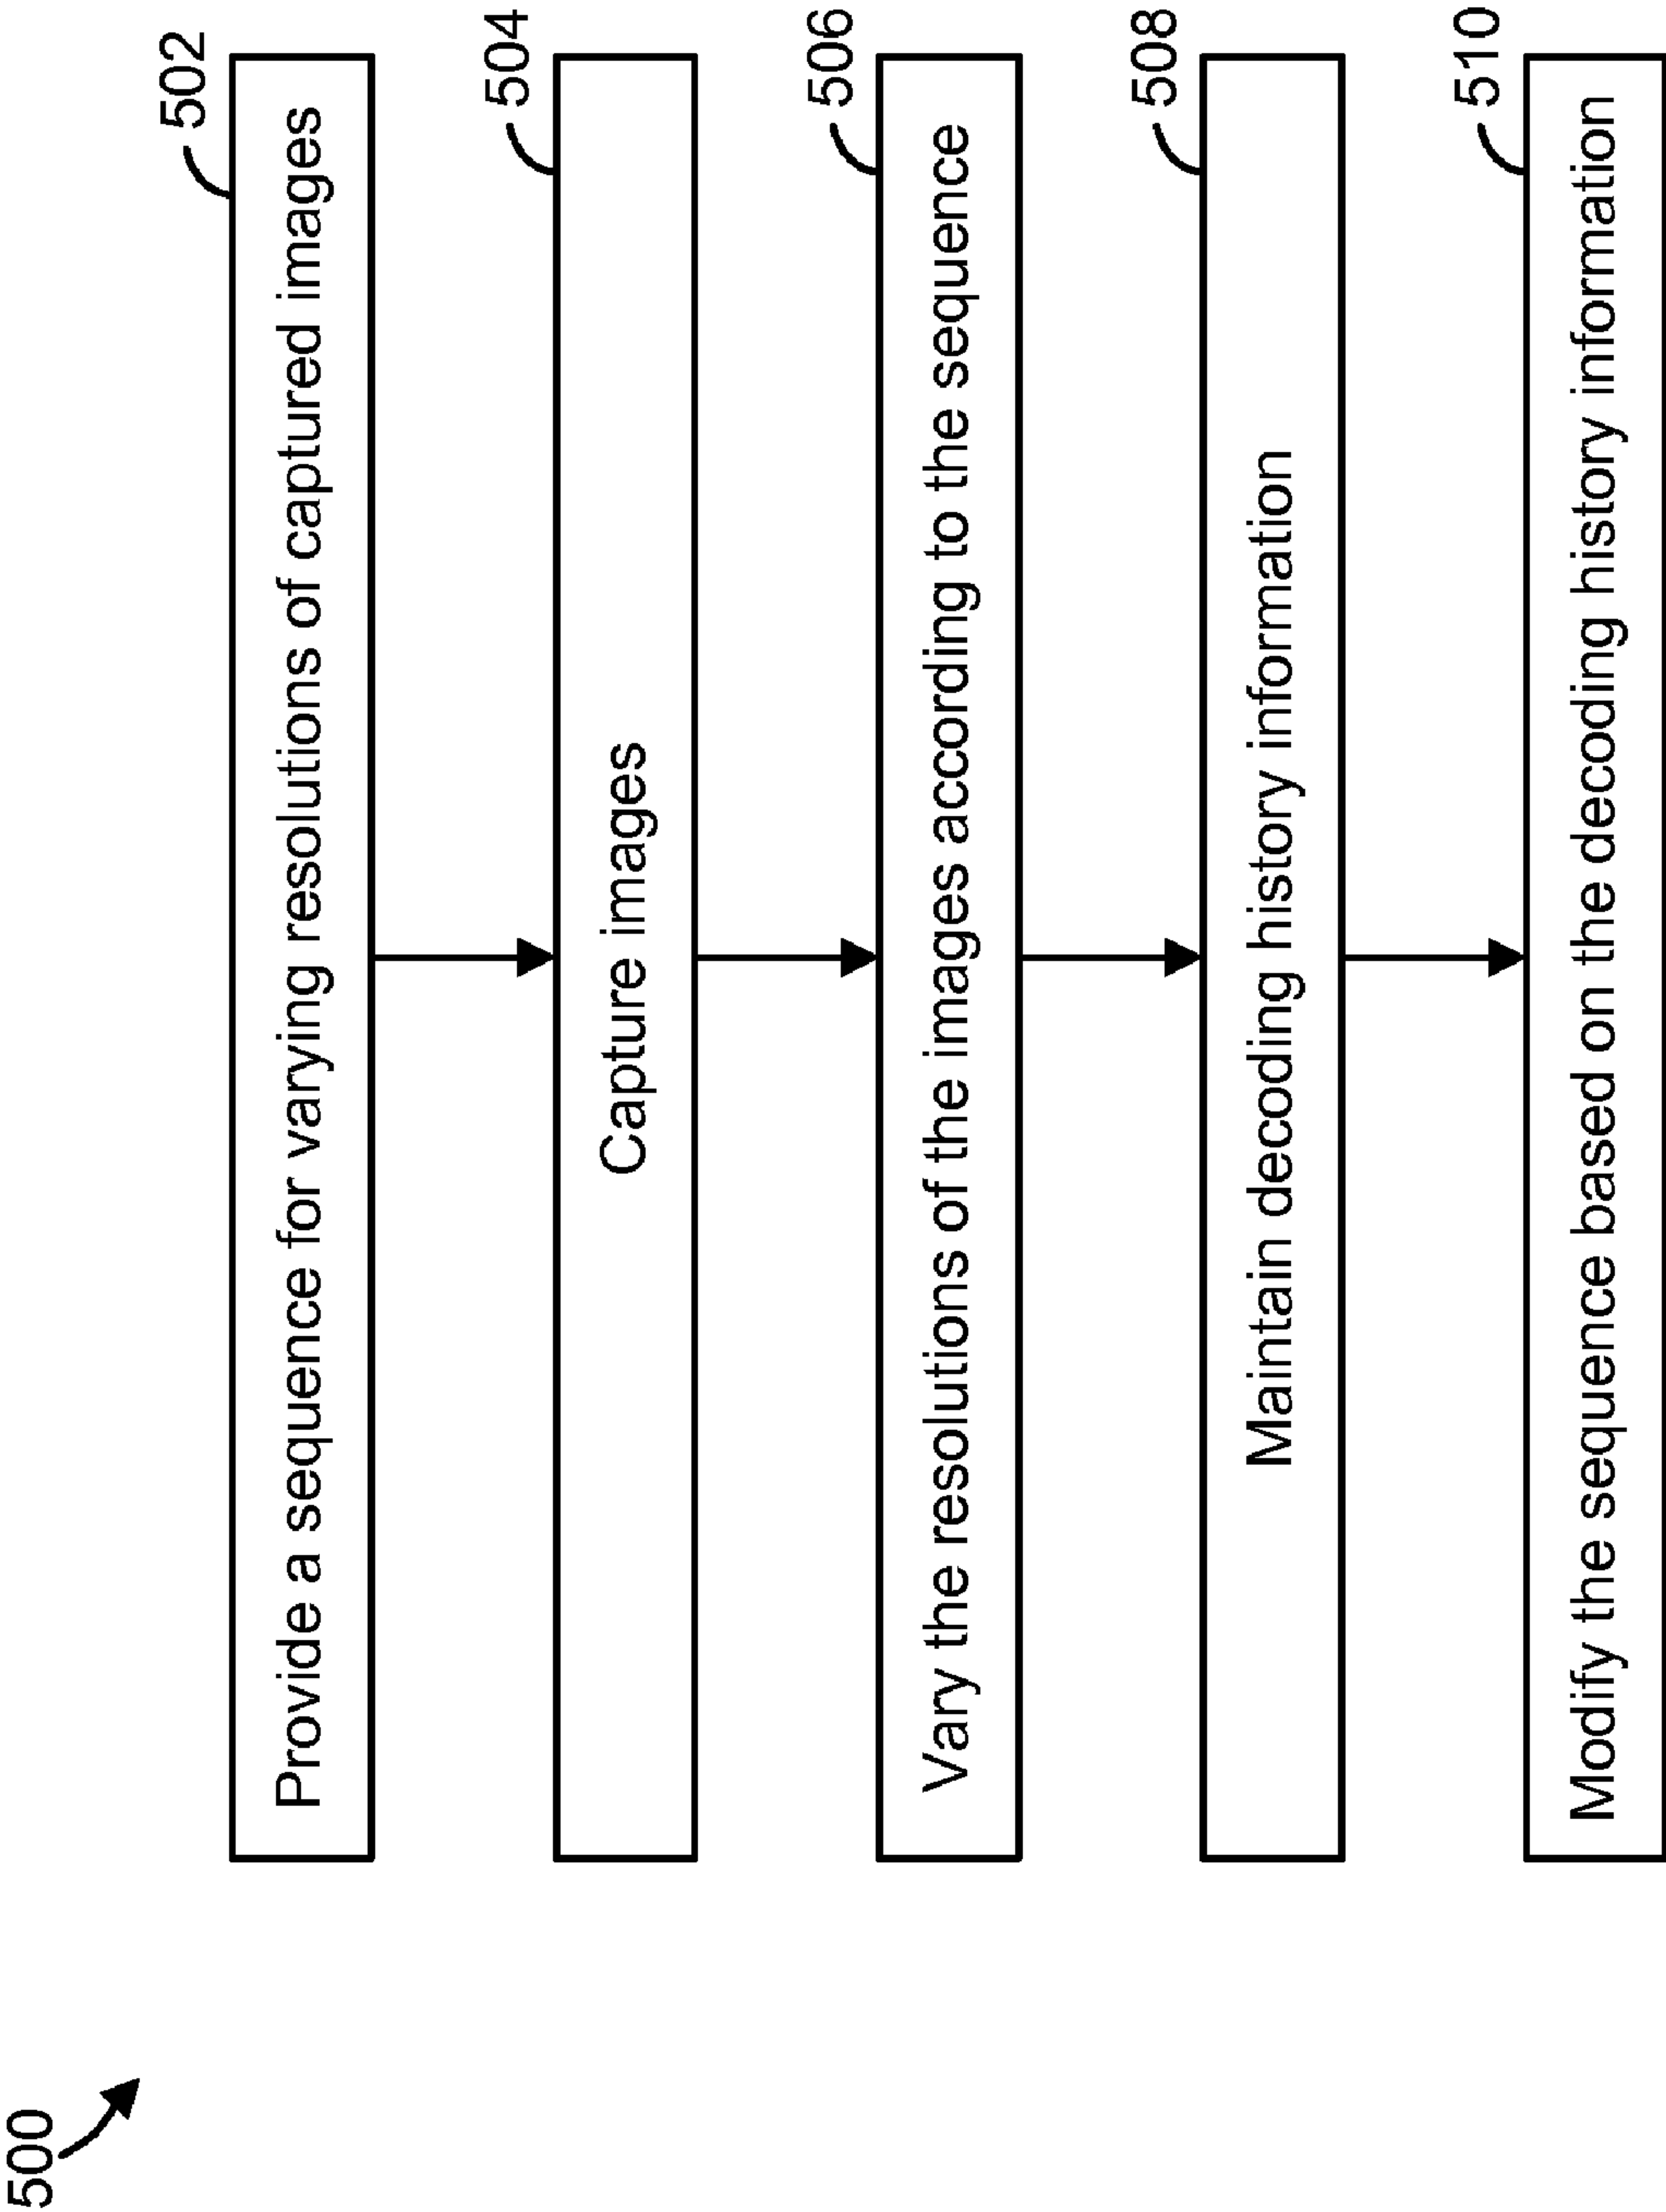 500
502
Provide a sequence for varying resolutions of captured images
504
Capture images
506
Vary the resolutions of the images according to the sequence
508
Maintain decoding history information
510
Modify the sequence based on the decoding history information